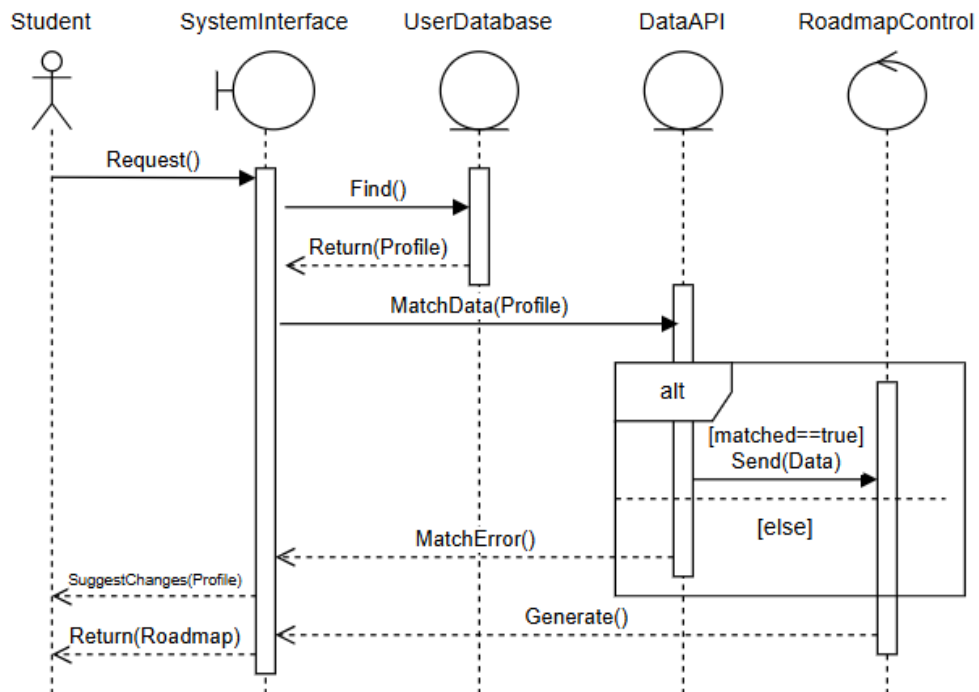 Student
SystemInterface
UserDatabase
DataAPI
RoadmapControl
Request()
Find()
Return(Profile)
MatchData(Profile)
alt
[matched==true]
Send(Data)
[else]
MatchError()
SuggestChanges(Profile)
Generate()
Return(Roadmap)